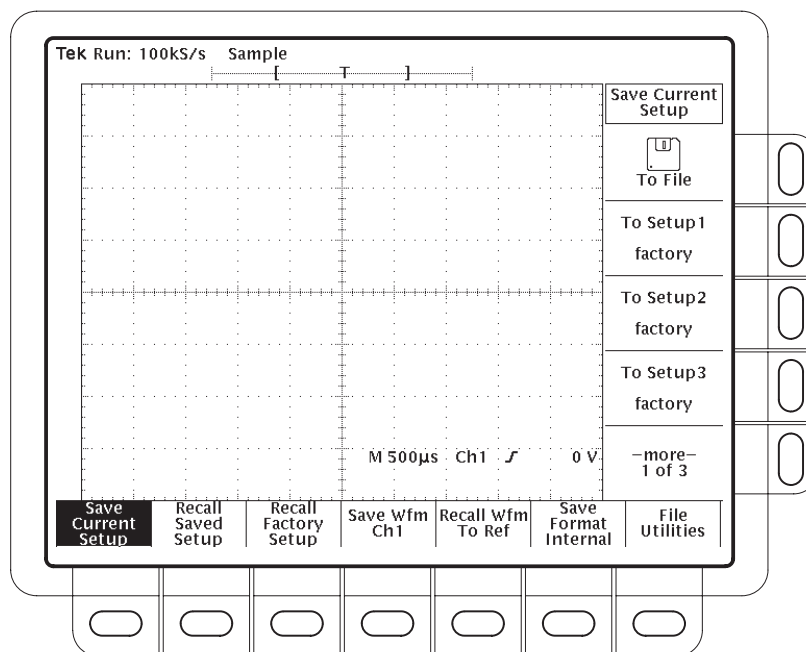 Tek Run: 100kS/s Sample
[ T ]
Save Current
Setup
To File
To Setup1
factory
To Setup2
factory
To Setup3
factory
–more–
1 of 3
M 500µs Ch1 0 V
Save
Current
Setup
Recall
Saved
Setup
Recall
Factory
Setup
Save Wfm
Ch1
Recall Wfm
To Ref
Save
Format
Internal
File
Utilities